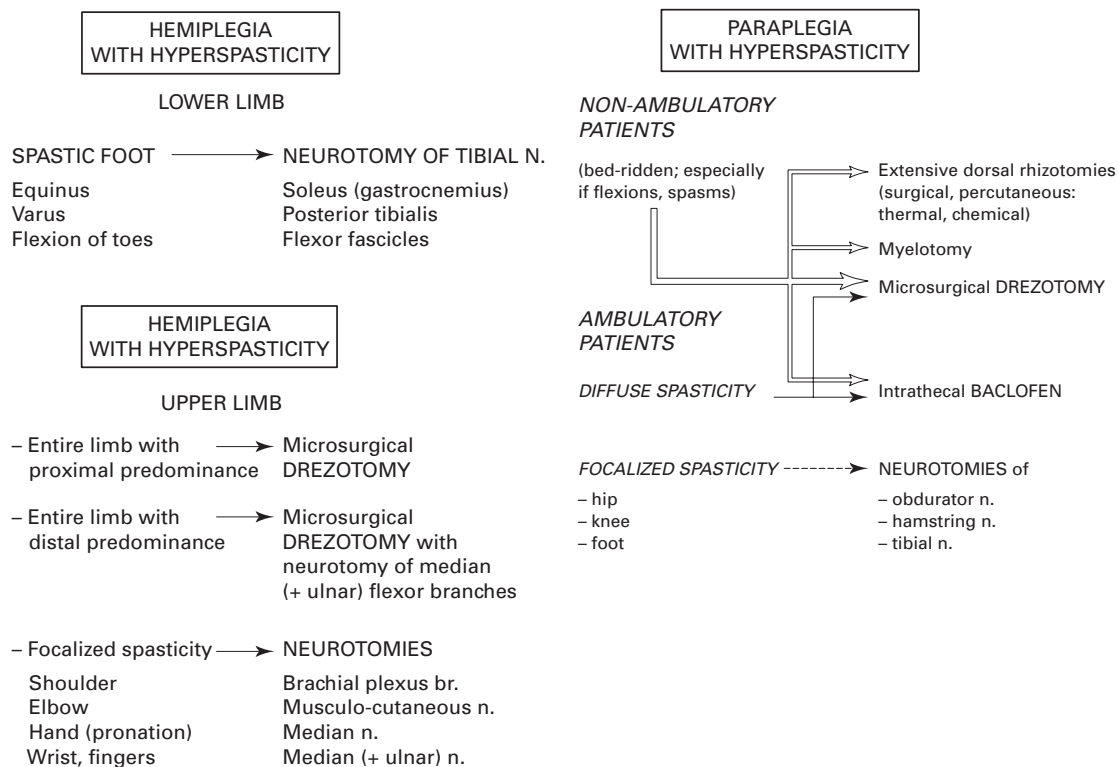 HEMIPLEGIA
WITH HYPERSPASTICITY
LOWER LIMB
SPASTIC FOOT
NEUROTOMY OF TIBIAL N.
Equinus
Soleus (gastrocnemius)
Varus
Posterior tibialis
Flexion of toes
Flexor fascicles
HEMIPLEGIA
WITH HYPERSPASTICITY
UPPER LIMB
– Entire limb with
proximal predominance
Microsurgical
DREZOTOMY
– Entire limb with
distal predominance
Microsurgical
DREZOTOMY with
neurotomy of median
(+ ulnar) flexor branches
– Focalized spasticity
NEUROTOMIES
Shoulder
Brachial plexus br.
Elbow
Musculo-cutaneous n.
Hand (pronation)
Median n.
Wrist, fingers
Median (+ ulnar) n.
PARAPLEGIA
WITH HYPERSPASTICITY
NON-AMBULATORY
PATIENTS
(bed-ridden; especially
if flexions, spasms)
Extensive dorsal rhizotomies
(surgical, percutaneous:
thermal, chemical)
Myelotomy
Microsurgical DREZOTOMY
AMBULATORY
PATIENTS
DIFFUSE SPASTICITY
Intrathecal BACLOFEN
FOCALIZED SPASTICITY
NEUROTOMIES of
– hip
– obdurator n.
– knee
– hamstring n.
– foot
– tibial n.